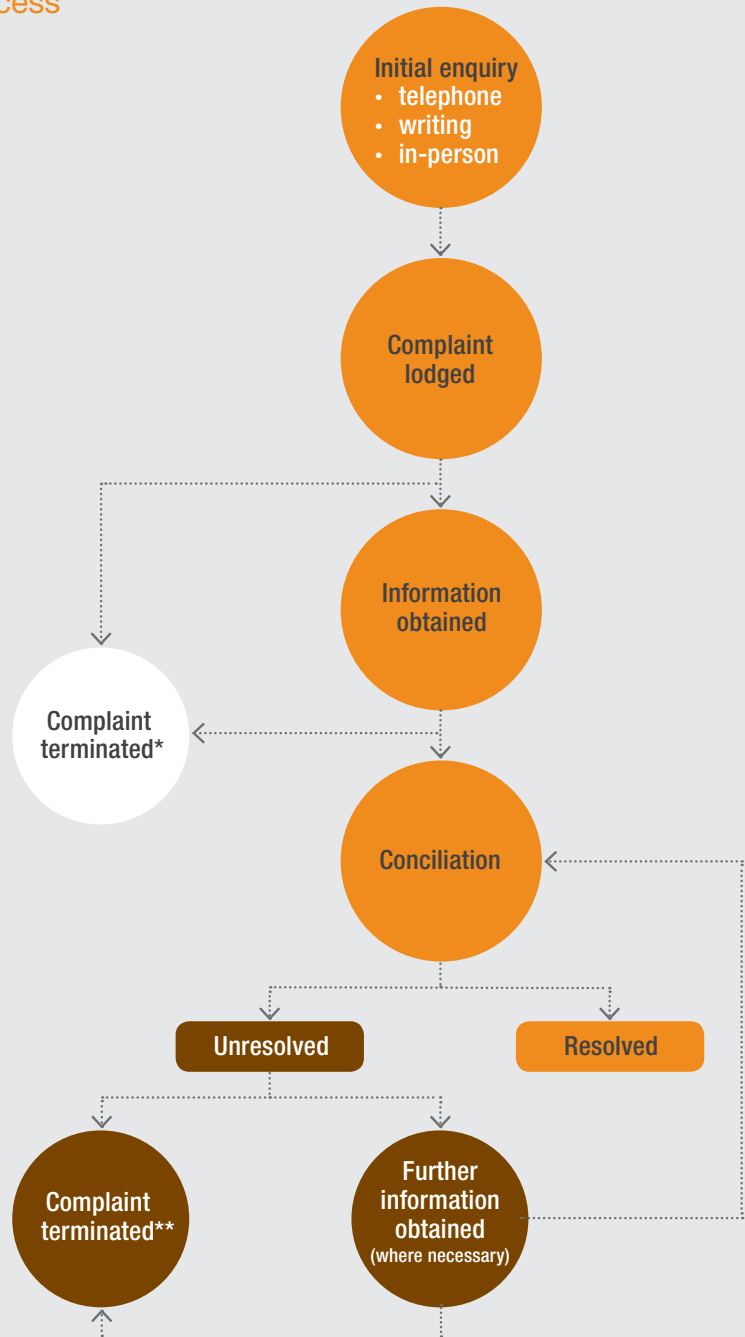 Initial enquiry
• telephone
• writing
• in-person
Complaint
lodged
Information
obtained
Complaint
terminated*
Conciliation
Unresolved
Resolved
Complaint
terminated**
Further
information
obtained
(where necessary)